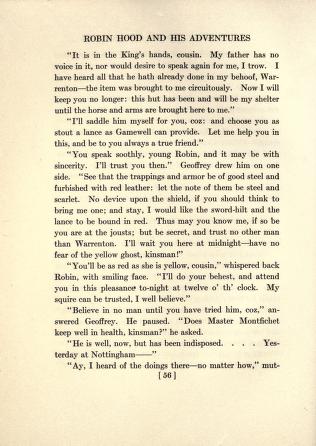 ROBIN HOOD AND HIS ADVENTURES
"It is in the King's hands, cousin. My father has no
voice in it, nor would desire to speak again for me, I trow. I
have heard all that he hath already done in my behoof, War-
renton—the item was brought to me circuitously. Now I will
keep you no longer: this hut has been and will be my shelter
until the horse and arms are brought here to me."
"I'll saddle him myself for you, coz: and choose you as
stout a lance as Gamewell can provide. Let me help you in
this, and be to you always a true friend."
"You speak soothly, young Robin, and it may be with
sincerity. I'll trust you then." Geoffrey drew him on one
side. "See that the trappings and armor be of good steel and
furbished with red leather: let the note of them be steel and
scarlet. No device upon the shield, if you should think to
bring me one; and stay, I would like the sword-hilt and the
lance to be bound in red. Thus may you know me, if so be
you are at the jousts; but be secret, and trust no other man
than Warrenton. I'll wait you here at midnight—have no
fear of the yellow ghost, kinsman!"
"You'll be as red as she is yellow, cousin," whispered back
Robin, with smiling face. "I'll do your behest, and attend
you in this pleasance to-night at twelve o' th' clock. My
squire can be trusted, I well believe."
"Believe in no man until you have tried him, coz," an-
swered Geoffrey. He paused. "Does Master Montfichet
keep well in health, kinsman?" he asked.
"He is well, now, but has been indisposed. . . . Yes-
terday at Nottingham——"
"Ay, I heard of the doings there—no matter how," mut-
[ 56 ]